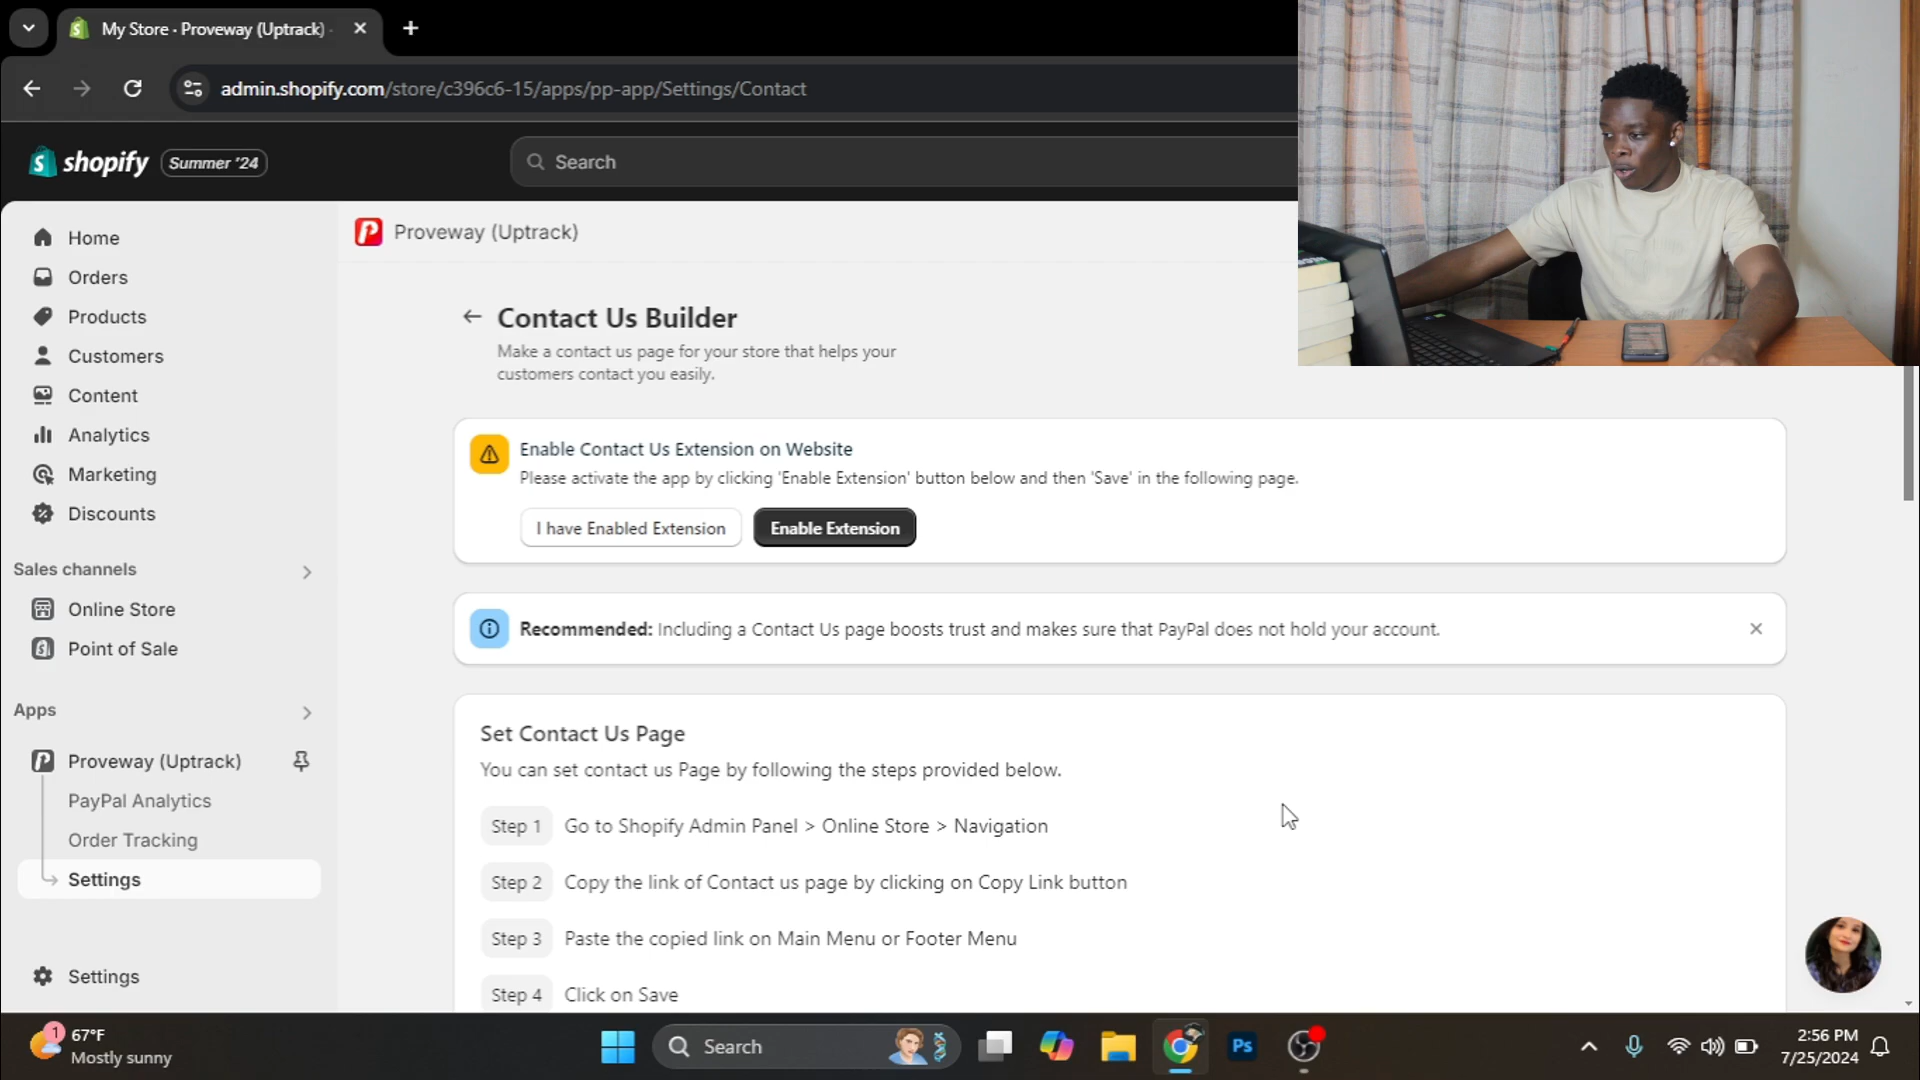 My Store · Proveway (Uptrack) ·
admin.shopify.com/store/c396c6-15/apps/pp-app/Settings/Contact
shopify
Summer '24
Search
Home
Orders
Products
Customers
Content
Analytics
Marketing
Discounts
Sales channels
Online Store
Point of Sale
Apps
Proveway (Uptrack)
PayPal Analytics
Order Tracking
Settings
Settings
Proveway (Uptrack)
Contact Us Builder
Make a contact us page for your store that helps your
customers contact you easily.
Enable Contact Us Extension on Website
Please activate the app by clicking 'Enable Extension' button below and then 'Save' in the following page.
I have Enabled Extension
Enable Extension
Recommended: Including a Contact Us page boosts trust and makes sure that PayPal does not hold your account.
Set Contact Us Page
You can set contact us Page by following the steps provided below.
Step 1 Go to Shopify Admin Panel > Online Store > Navigation
Step 2 Copy the link of Contact us page by clicking on Copy Link button
Step 3 Paste the copied link on Main Menu or Footer Menu
Step 4 Click on Save
1
67°F
Mostly sunny
Search
Ps
2:56 PM
7/25/2024